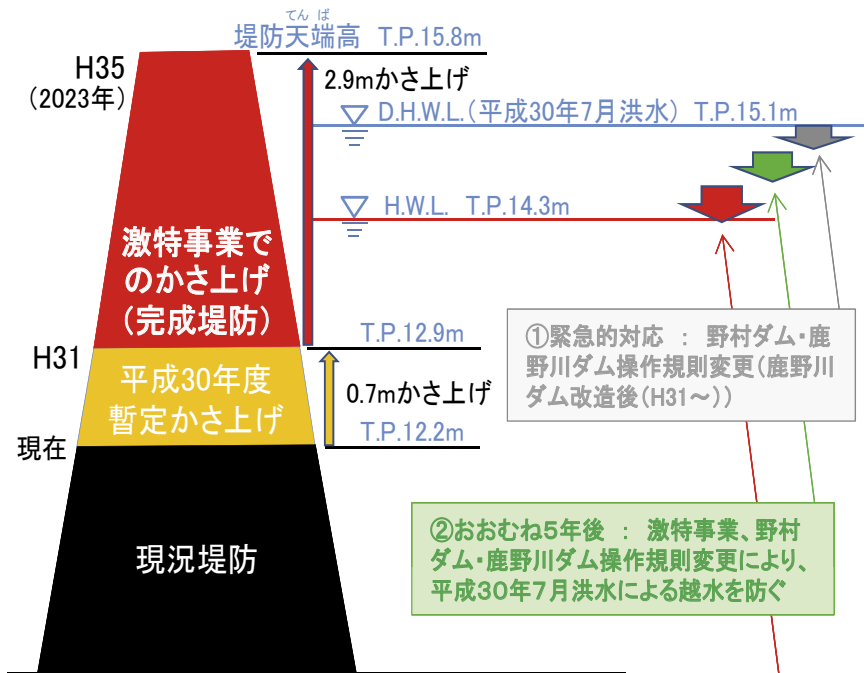 てんば
堤防天端高 T.P.15.8m
H35
(2023年)
2.9mかさ上げ
D.H.W.L.(平成30年7月洪水) T.P.15.1m
H.W.L. T.P.14.3m
激特事業で
のかさ上げ
(完成堤防)
T.P.12.9m
H31
平成30年度
暫定かさ上げ
0.7mかさ上げ
T.P.12.2m
現在
現況堤防
①緊急的対応 : 野村ダム・鹿
野川ダム操作規則変更(鹿野川
ダム改造後(H31~))
②おおむね5年後 : 激特事業、野村
ダム・鹿野川ダム操作規則変更により、
平成30年7月洪水による越水を防ぐ